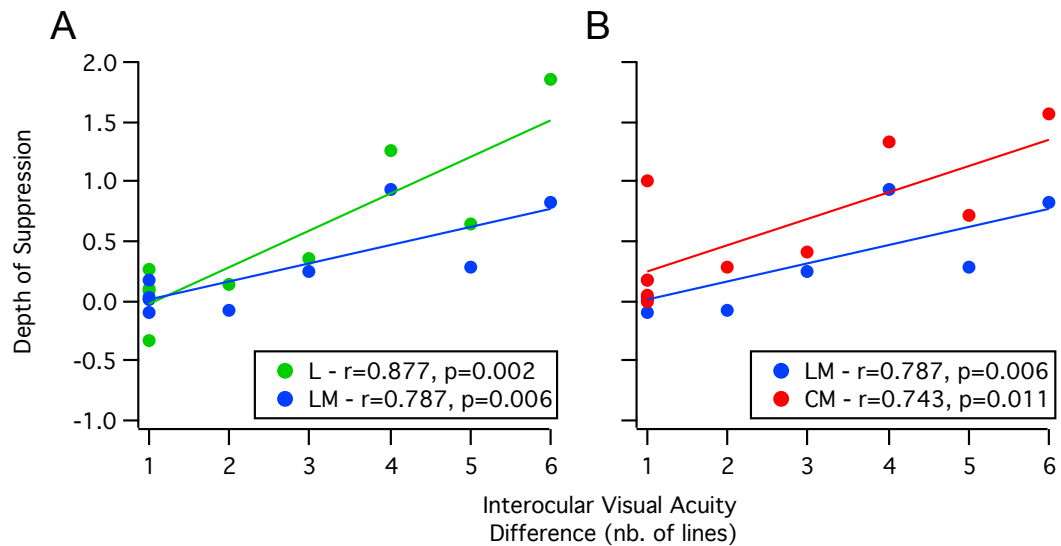 A
B
Depth of Suppression
2.0
1.5
1.0
0.5
0.0
-0.5
-1.0
L - r=0.877, p=0.002
LM - r=0.787, p=0.006
LM - r=0.787, p=0.006
CM - r=0.743, p=0.011
1 2 3 4 5 6
1 2 3 4 5 6
Interocular Visual Acuity
Difference (nb. of lines)